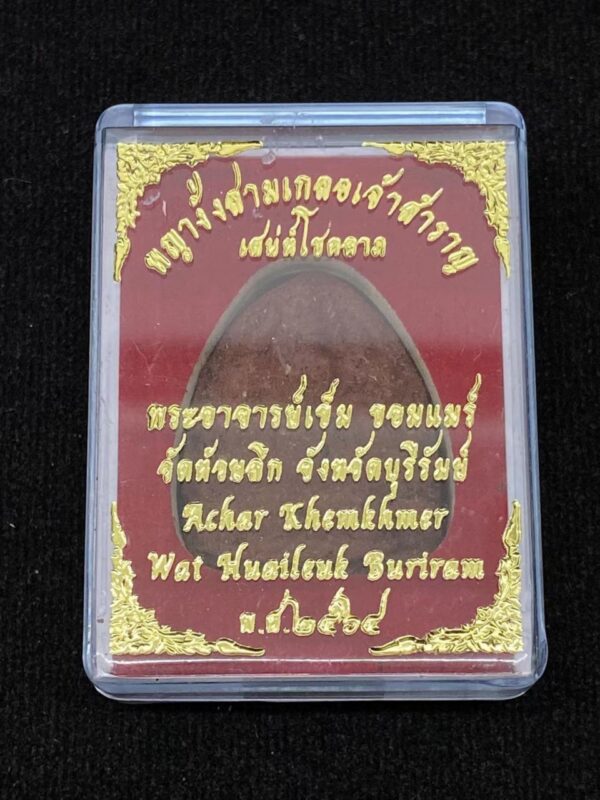 พญางั่งสามเกลอเจ้าสำราญ
เสน่ห์โชคลาภ
พระอาจารย์เข็ม จอมแมร์
วัดห้วยลึก จังหวัดบุรีรัมย์
Achar Khemkhmer
Wat Huaileuk Buriram
พ.ศ.๒๕๖๔